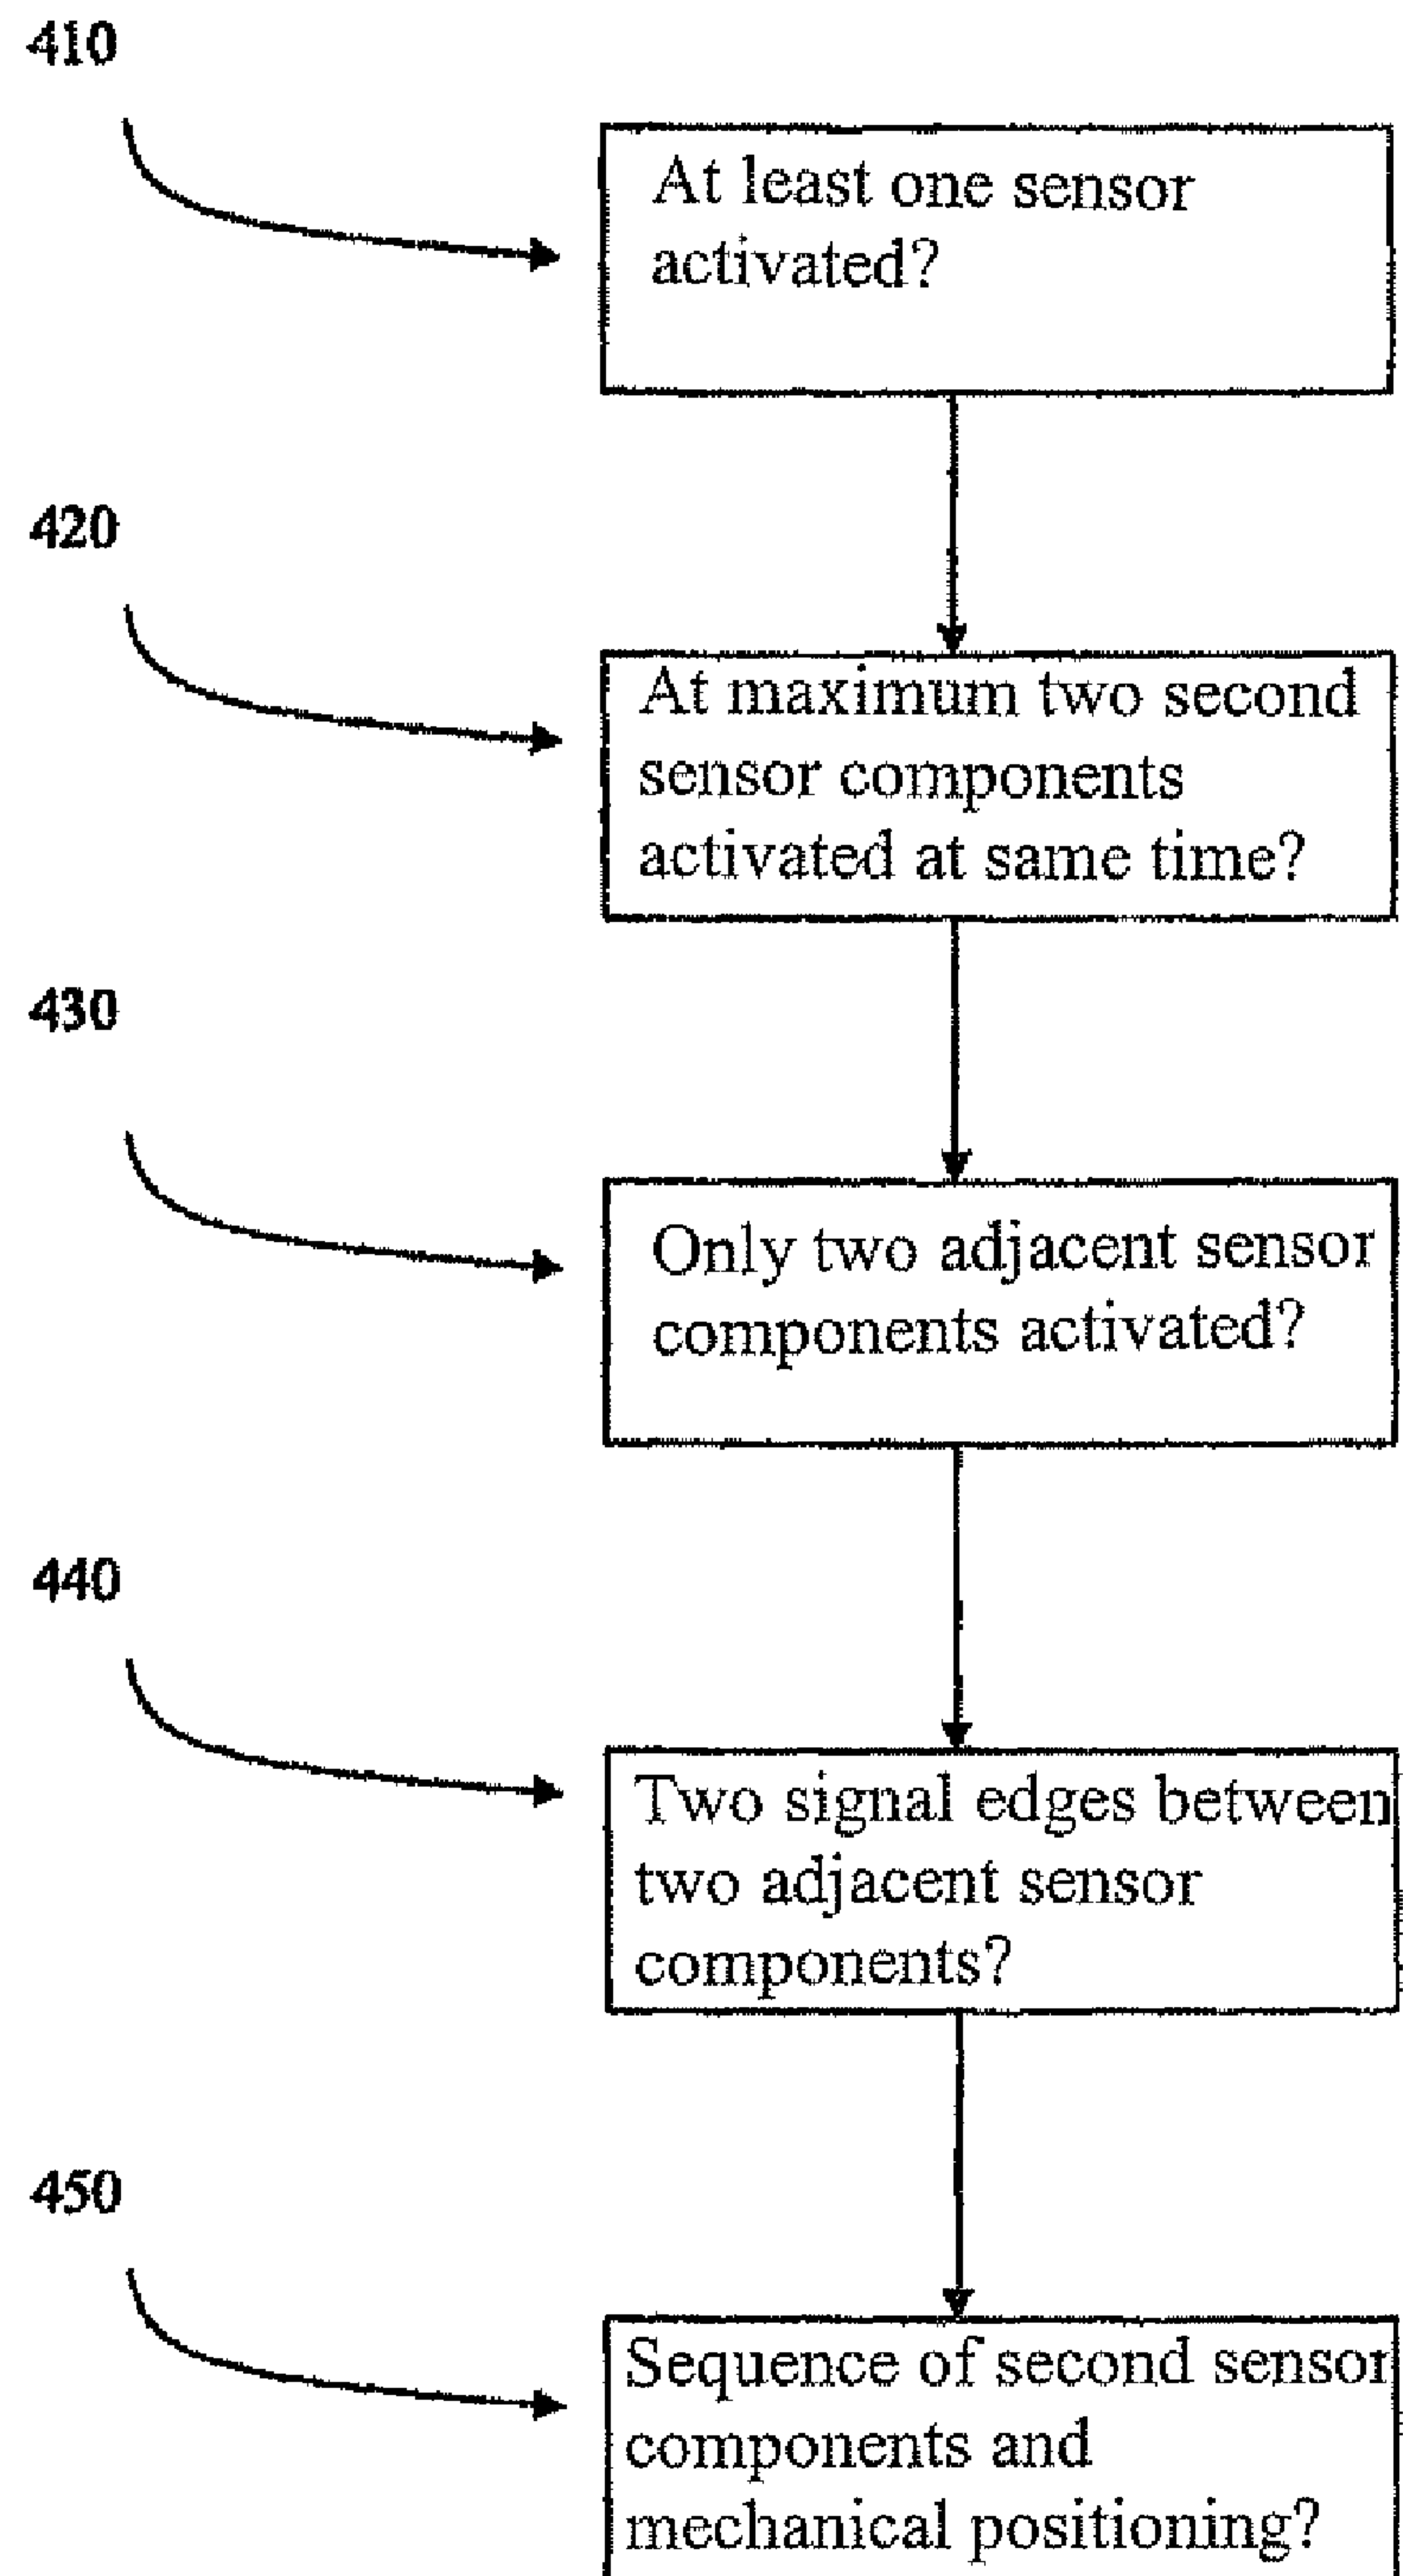 410
At least one sensor
activated?
420
At maximum two second
sensor components
activated at same time?
430
Only two adjacent sensor
components activated?
440
Two signal edges between
two adjacent sensor
components?
450
Sequence of second sensor
components and
mechanical positioning?